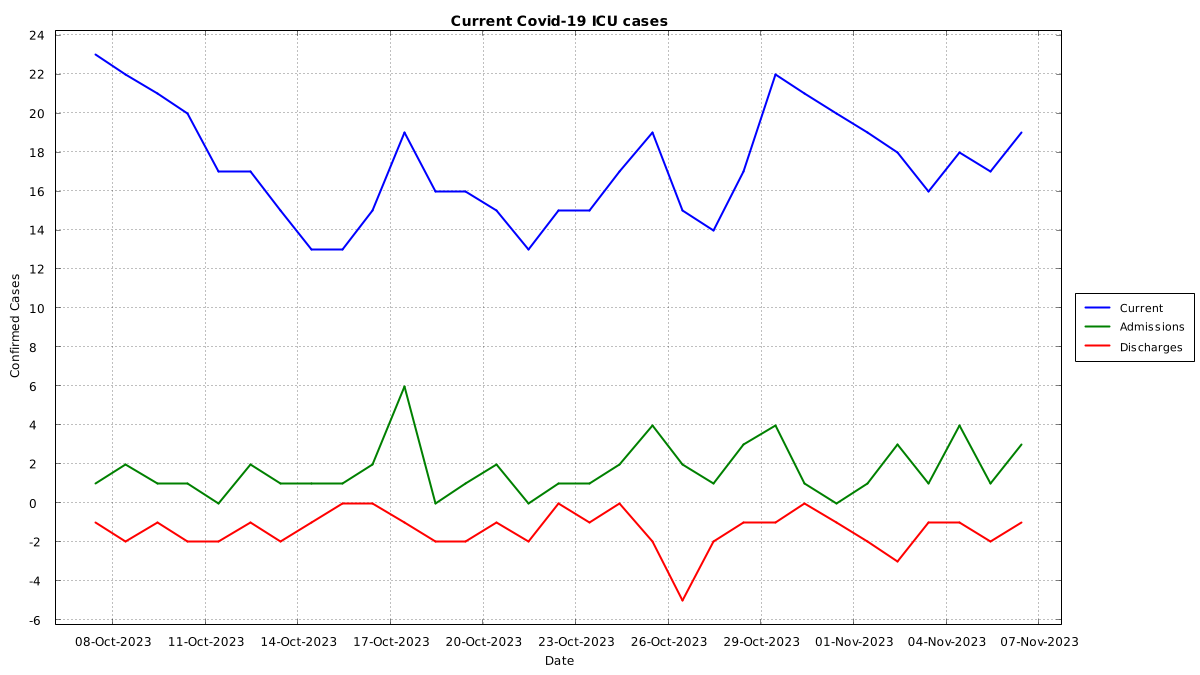 Current Covid-19 ICU cases
Confirmed Cases
24
22
20
18
16
14
12
10
8
6
4
2
0
-2
-4
-6
08-Oct-2023 11-Oct-2023 14-Oct-2023 17-Oct-2023 20-Oct-2023 23-Oct-2023 26-Oct-2023 29-Oct-2023 01-Nov-2023 04-Nov-2023 07-Nov-2023
Date
Current
Admissions
Discharges